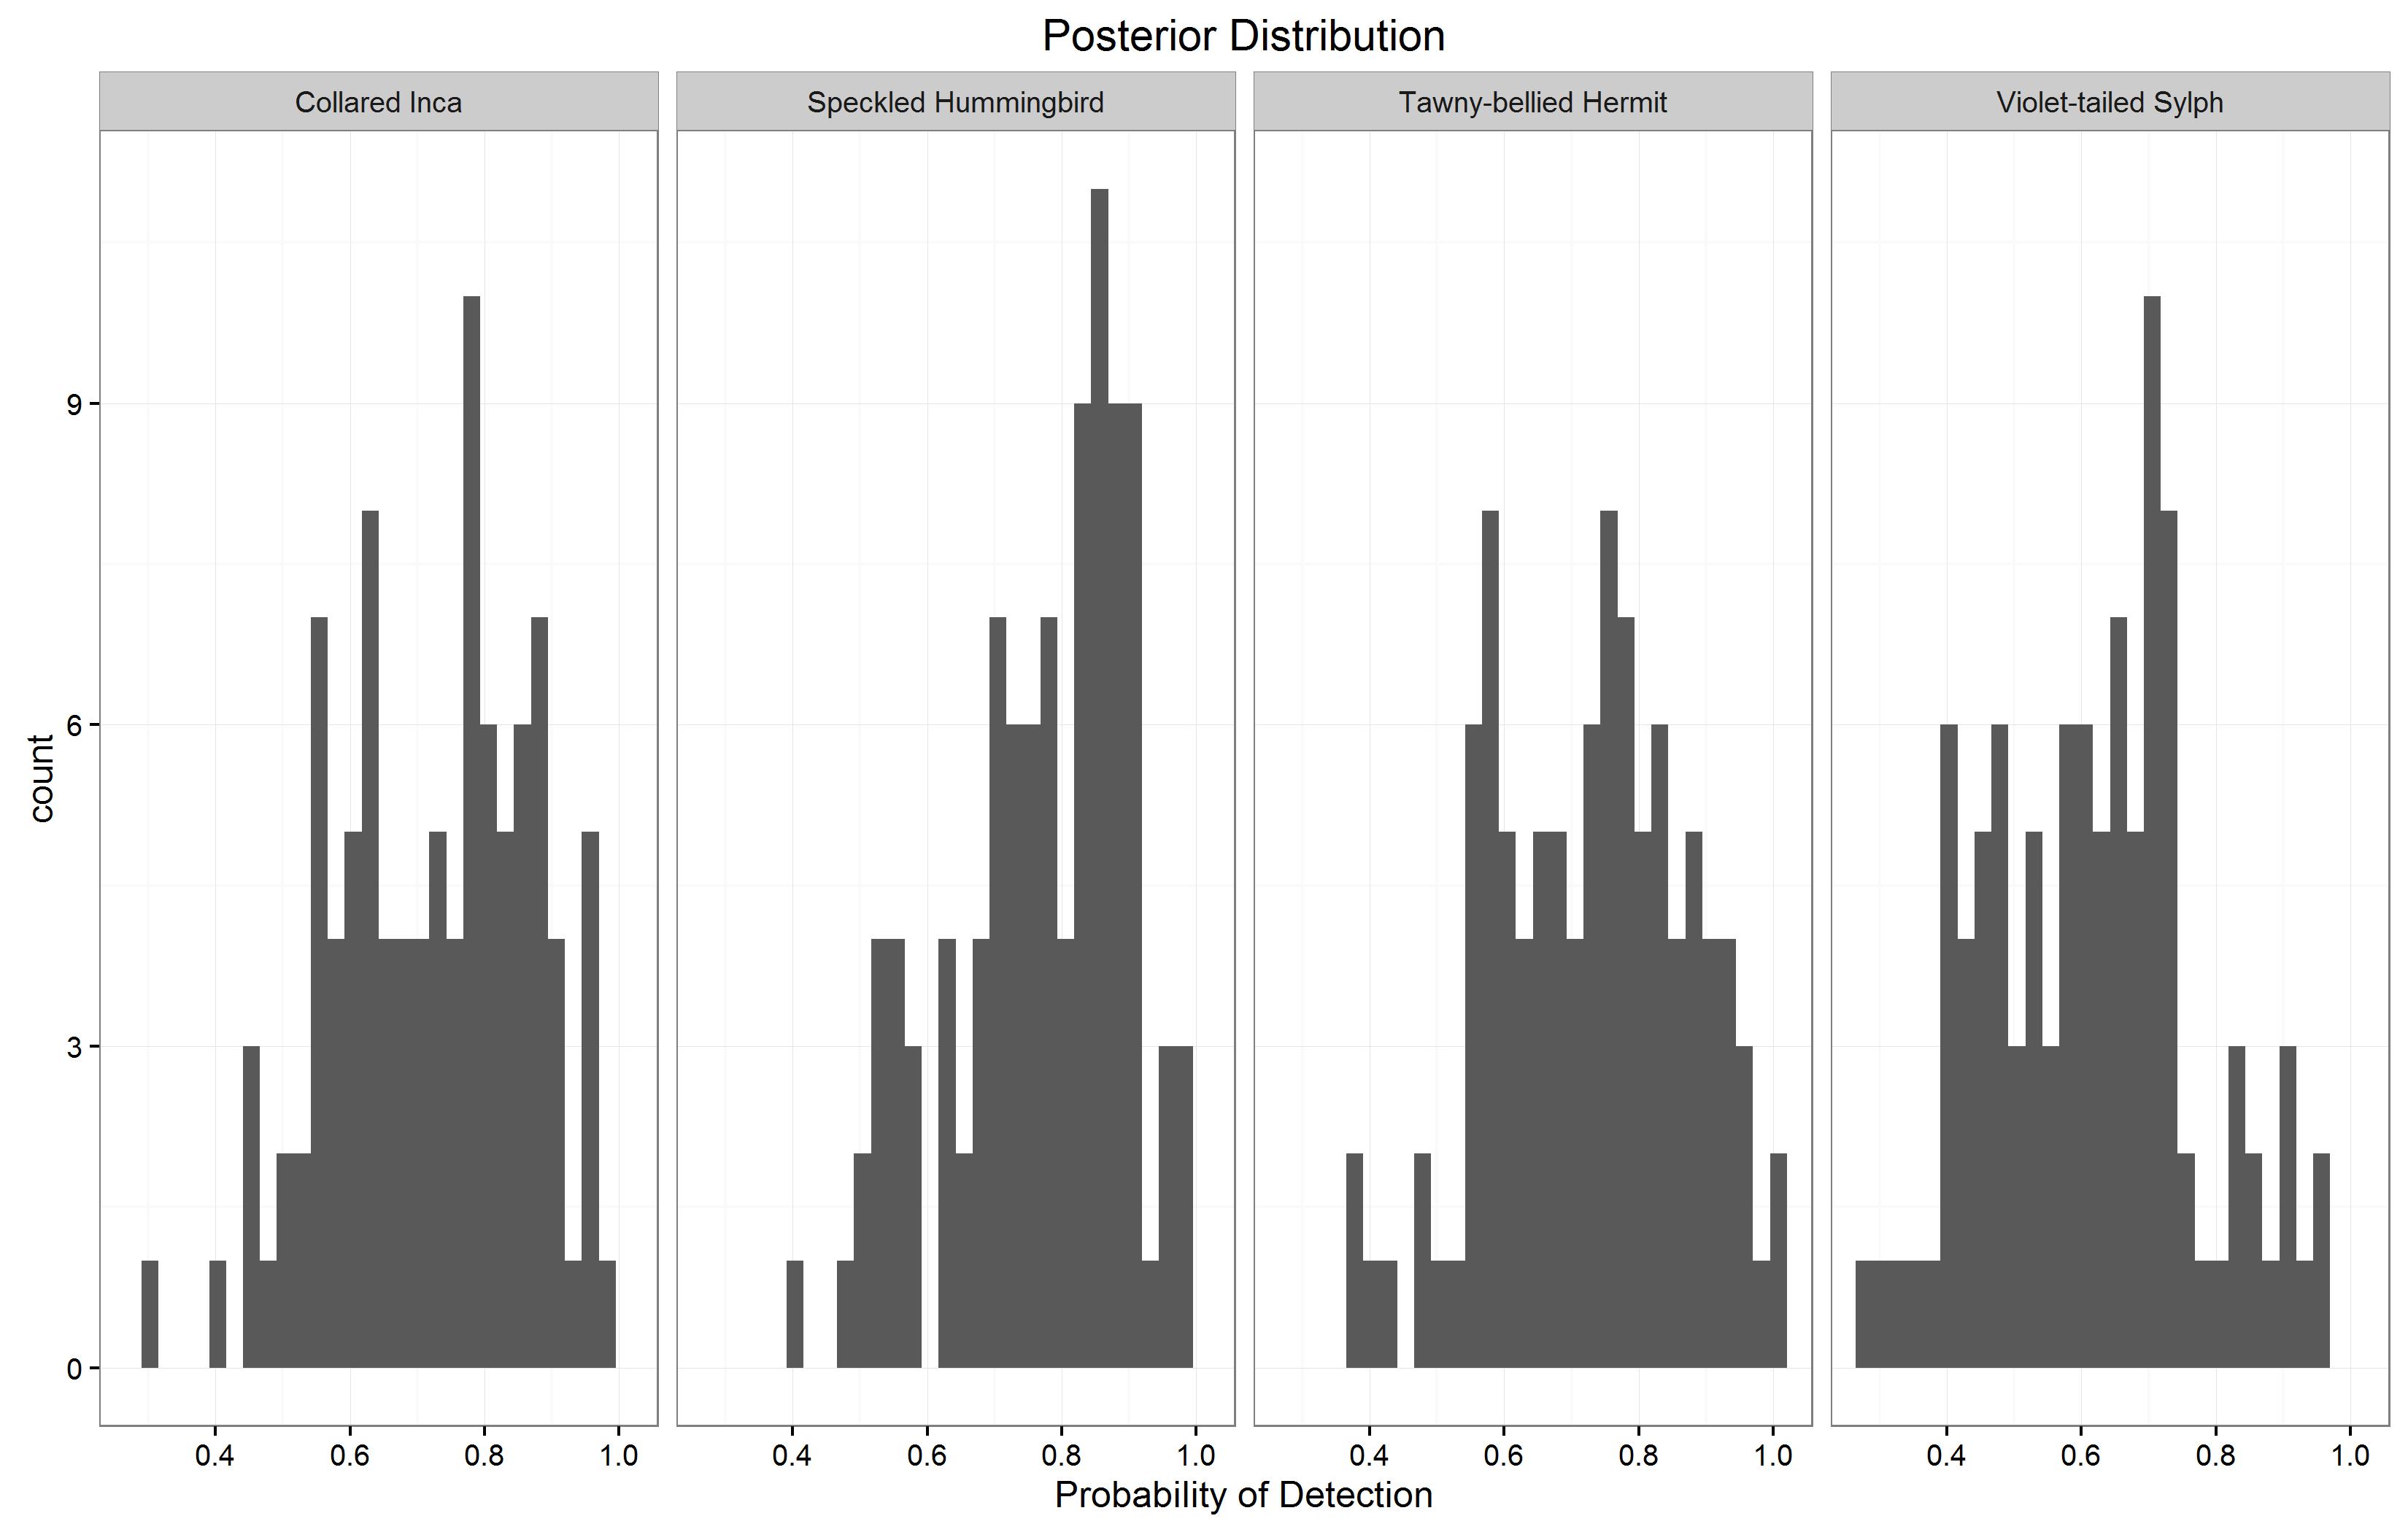 Posterior Distribution
Collared Inca
Speckled Hummingbird
Tawny-bellied Hermit
Violet-tailed Sylph
9
6
3
0
count
0.4 0.6 0.8 1.0
0.4 0.6 0.8 1.0
0.4 0.6 0.8 1.0
0.4 0.6 0.8 1.0
Probability of Detection